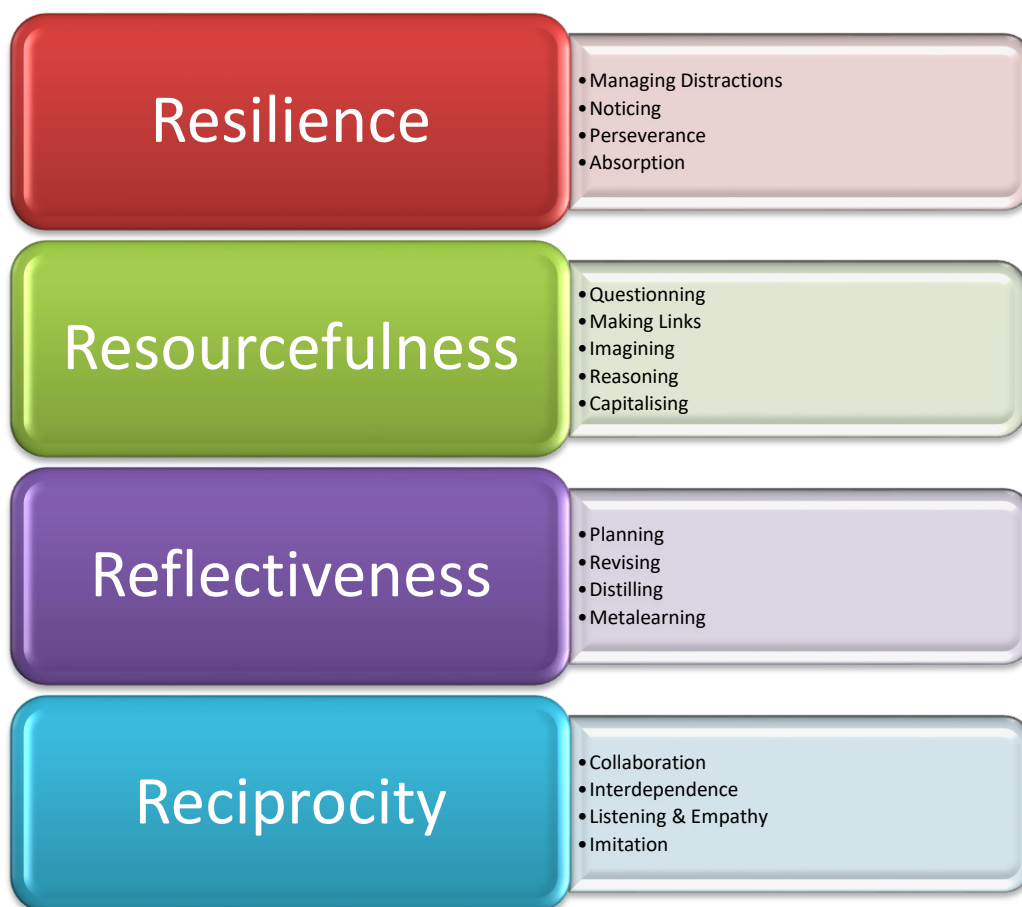 Resilience
•Managing Distractions
•Noticing
•Perseverance
•Absorption
Resourcefulness
•Questionning
•Making Links
•Imagining
•Reasoning
•Capitalising
Reflectiveness
•Planning
•Revising
•Distilling
•Metalearning
Reciprocity
•Collaboration
•Interdependence
•Listening & Empathy
•Imitation